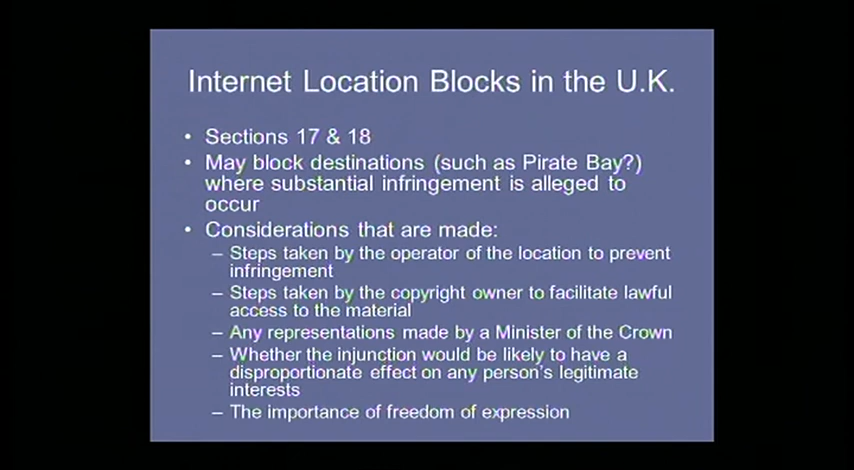 Internet Location Blocks in the U.K.
• Sections 17 & 18
• May block destinations (such as Pirate Bay?)
where substantial infringement is alleged to
occur
• Considerations that are made:
– Steps taken by the operator of the location to prevent
infringement
– Steps taken by the copyright owner to facilitate lawful
access to the material
– Any representations made by a Minister of the Crown
– Whether the injunction would be likely to have a
disproportionate effect on any person's legitimate
interests
– The importance of freedom of expression